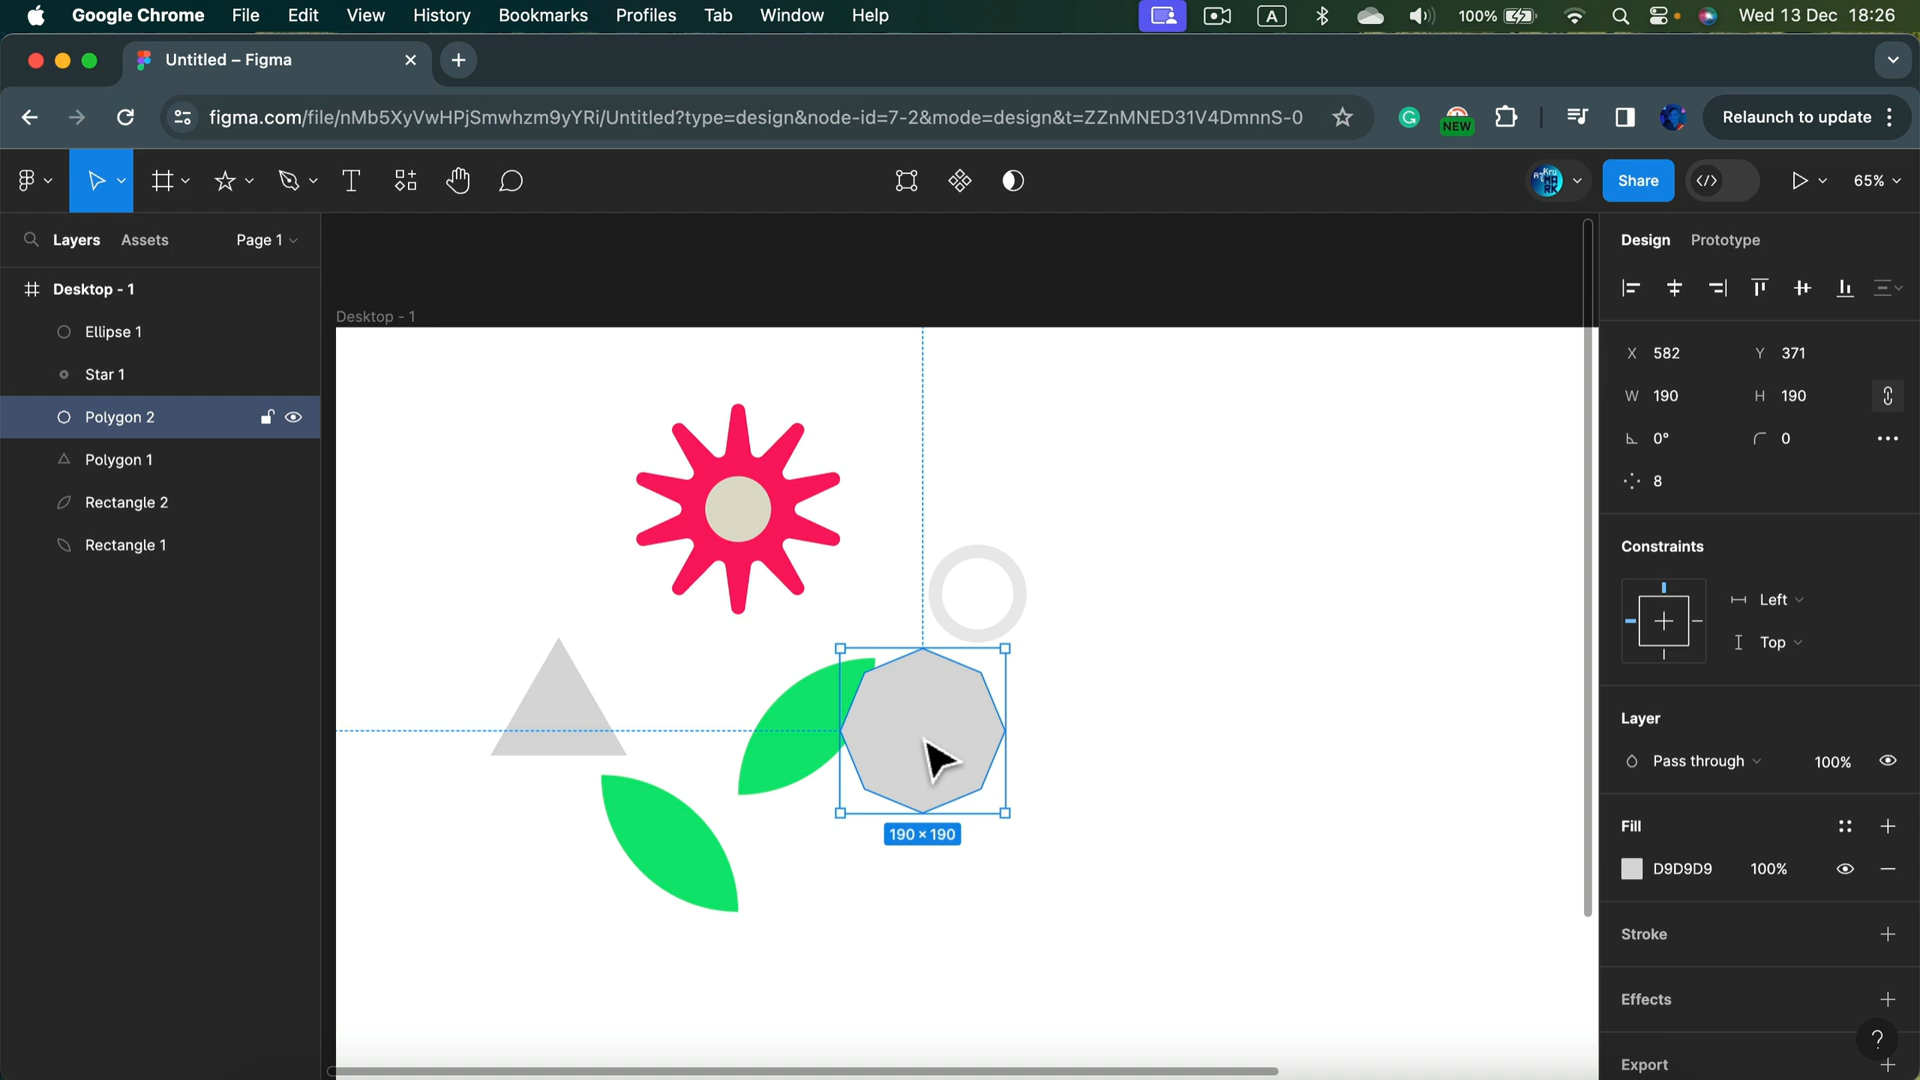 Google Chrome File Edit View History Bookmarks Profiles Tab Window Help A 100% Wed 13 Dec 18:26
Untitled – Figma
figma.com/file/nMb5XyVwHPjSmwhzm9yYRi/Untitled?type=design&node-id=7-2&mode=design&t=ZZnMNED31V4DmnnS-0 NEW Relaunch to update
Share 65%
Layers Assets Page 1
Desktop - 1
Ellipse 1
Star 1
Polygon 2
Polygon 1
Rectangle 2
Rectangle 1
Desktop - 1
190 × 190
Design Prototype
X 582 Y 371
W 190 H 190
0° 0
8
Constraints
Left
Top
Layer
Pass through 100%
Fill
D9D9D9 100%
Stroke
Effects
?
Export